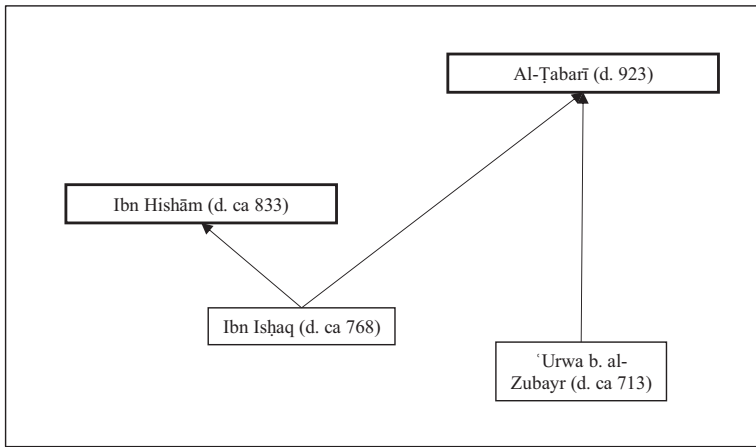 Al-Ṭabarī (d. 923)
Ibn Hishām (d. ca 833)
Ibn Isḥaq (d. ca 768)
ʿUrwa b. al-
Zubayr (d. ca 713)